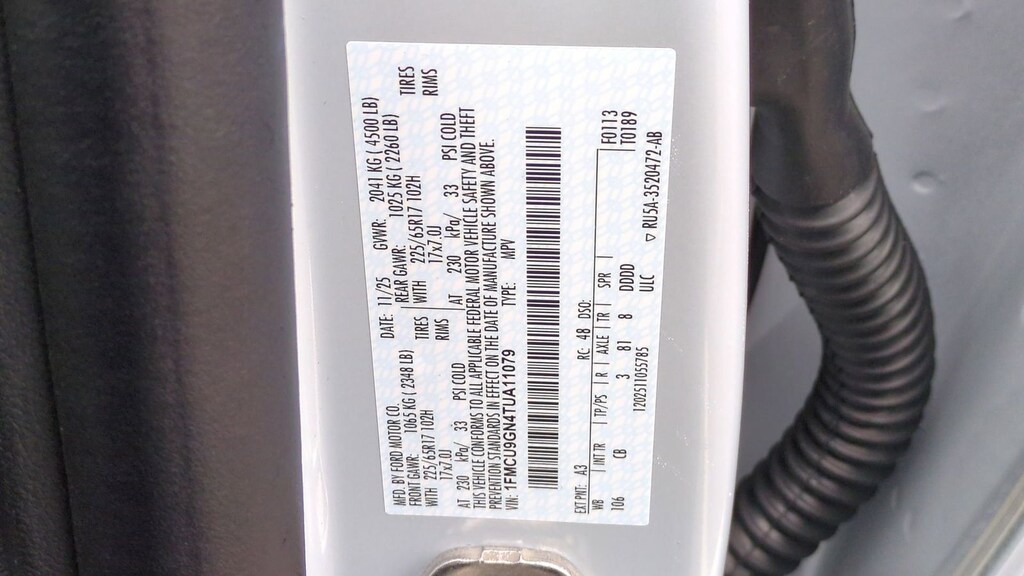 MFD. BY FORD MOTOR CO. DATE: 11/25 GVWR: 2041 KG ( 4500 LB)
FRONT GAWR: 1065 KG ( 2348 LB) REAR GAWR: 1025 KG ( 2260 LB)
WITH 225/65R17 102H TIRES WITH 225/65R17 102H TIRES
17x7.0J RIMS 17x7.0J RIMS
AT 230 kPa/ 33 PSI COLD AT 230 kPa/ 33 PSI COLD
THIS VEHICLE CONFORMS TO ALL APPLICABLE FEDERAL MOTOR VEHICLE SAFETY AND THEFT
PREVENTION STANDARDS IN EFFECT ON THE DATE OF MANUFACTURE SHOWN ABOVE.
VIN: 1FMCU9GN4TUA11079 TYPE: MPV
EXT PNT: A3 RC: 48 DSO: F0113
WB | INT TR | TP/PS | R | AXLE | TR | SPR | T0189
106 CB 3 81 8 DDDD
12025110555785 ULC ▽ RU5A-3520472-AB